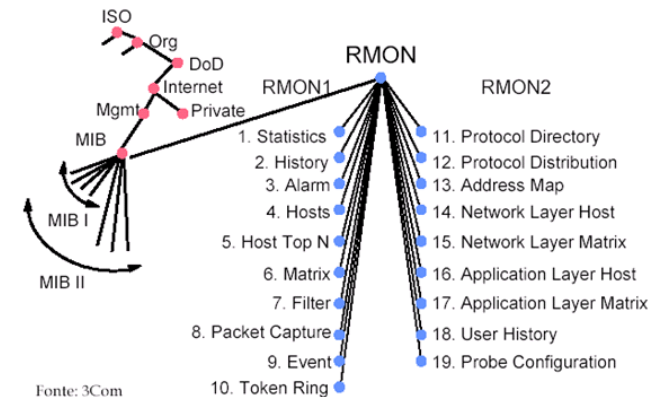 ISO
Org
DoD
Internet
Mgmt
Private
MIB
MIB I
MIB II
RMON
RMON1
RMON2
1. Statistics
2. History
3. Alarm
4. Hosts
5. Host Top N
6. Matrix
7. Filter
8. Packet Capture
9. Event
10. Token Ring
11. Protocol Directory
12. Protocol Distribution
13. Address Map
14. Network Layer Host
15. Network Layer Matrix
16. Application Layer Host
17. Application Layer Matrix
18. User History
19. Probe Configuration
Fonte: 3Com